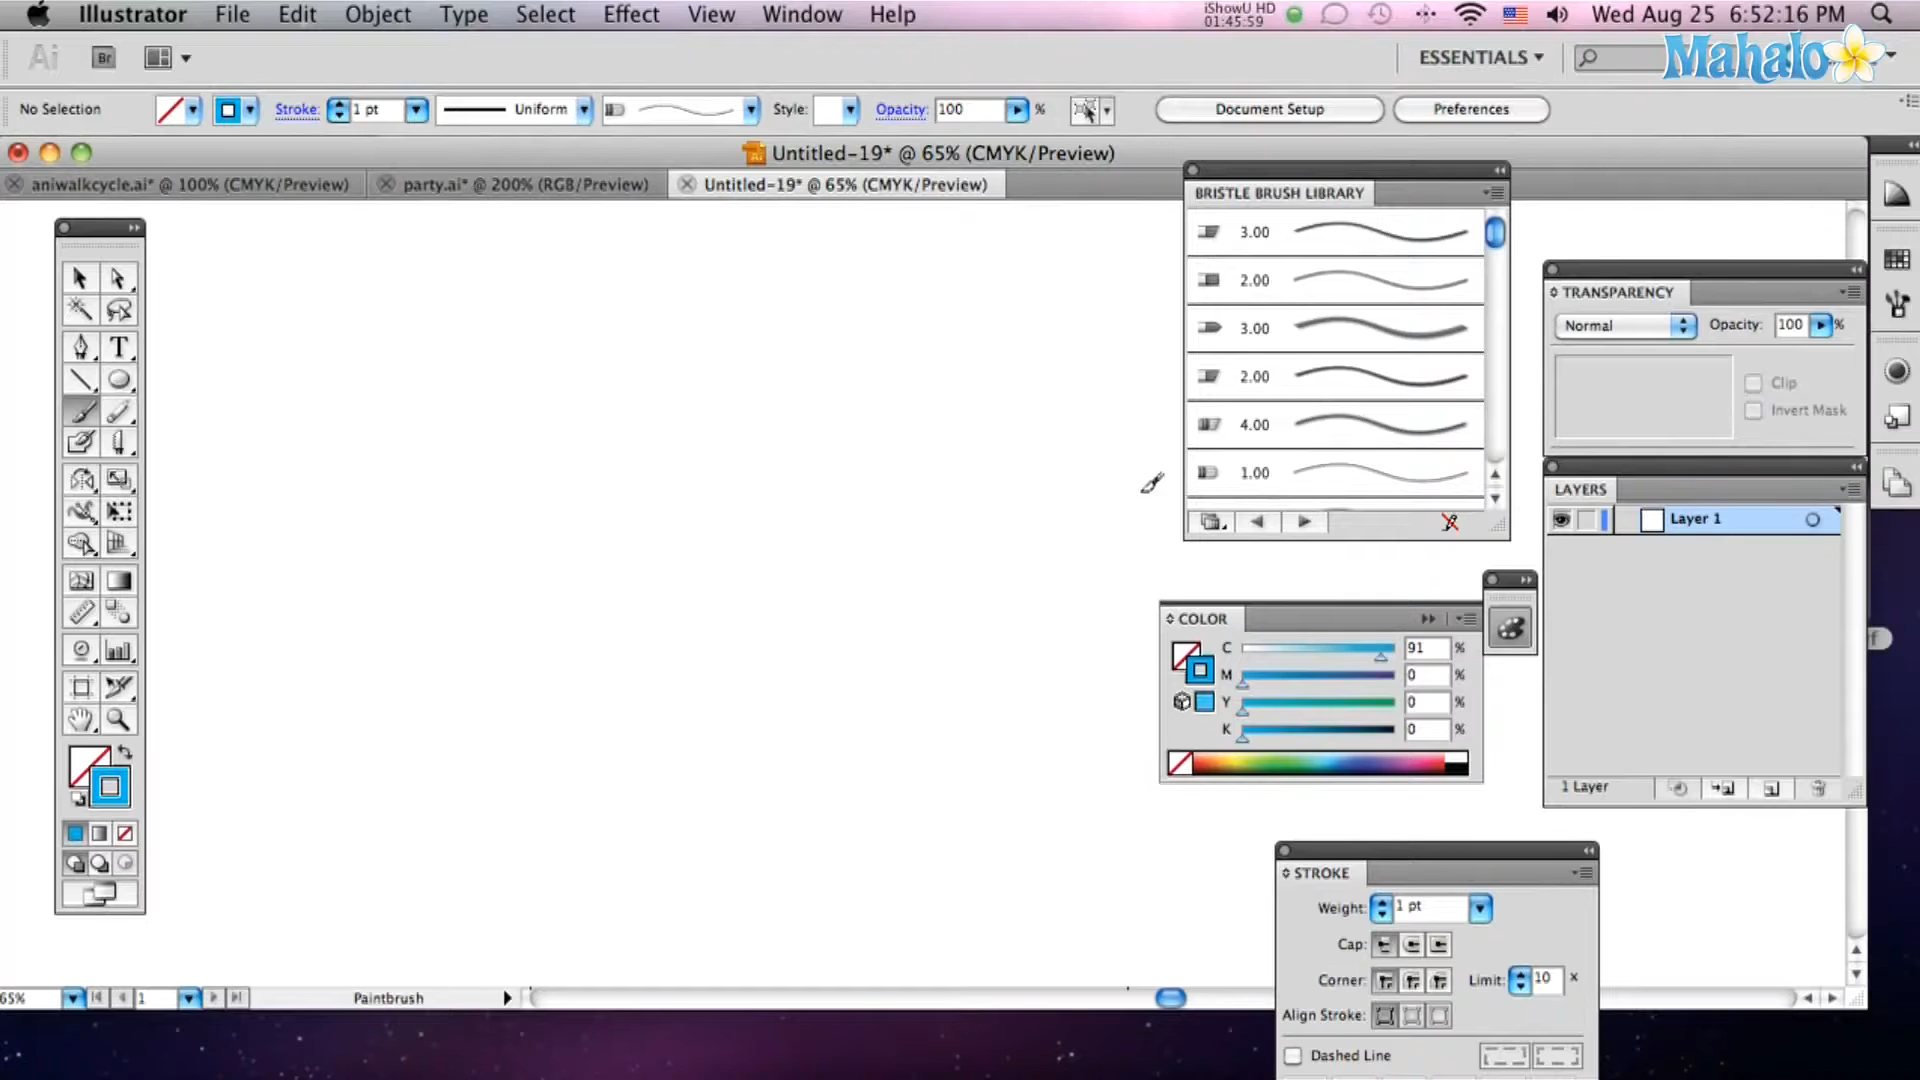 Illustrator File Edit Object Type Select Effect View Window Help
iShowU HD
01:45:59
Wed Aug 25 6:52:16 PM
Ai Br
ESSENTIALS
Mahalo
No Selection Stroke: 1 pt Uniform Style: Opacity: 100 % Document Setup Preferences
Untitled-19* @ 65% (CMYK/Preview)
aniwalkcycle.ai* @ 100% (CMYK/Preview) party.ai* @ 200% (RGB/Preview) Untitled-19* @ 65% (CMYK/Preview)
BRISTLE BRUSH LIBRARY
3.00
2.00
3.00
2.00
4.00
1.00
TRANSPARENCY
Normal Opacity: 100 %
Clip
Invert Mask
LAYERS
Layer 1
1 Layer
COLOR
C 91 %
M 0 %
Y 0 %
K 0 %
STROKE
Weight: 1 pt
Cap:
Corner: Limit: 10 x
Align Stroke:
Dashed Line
T
65% 1 Paintbrush